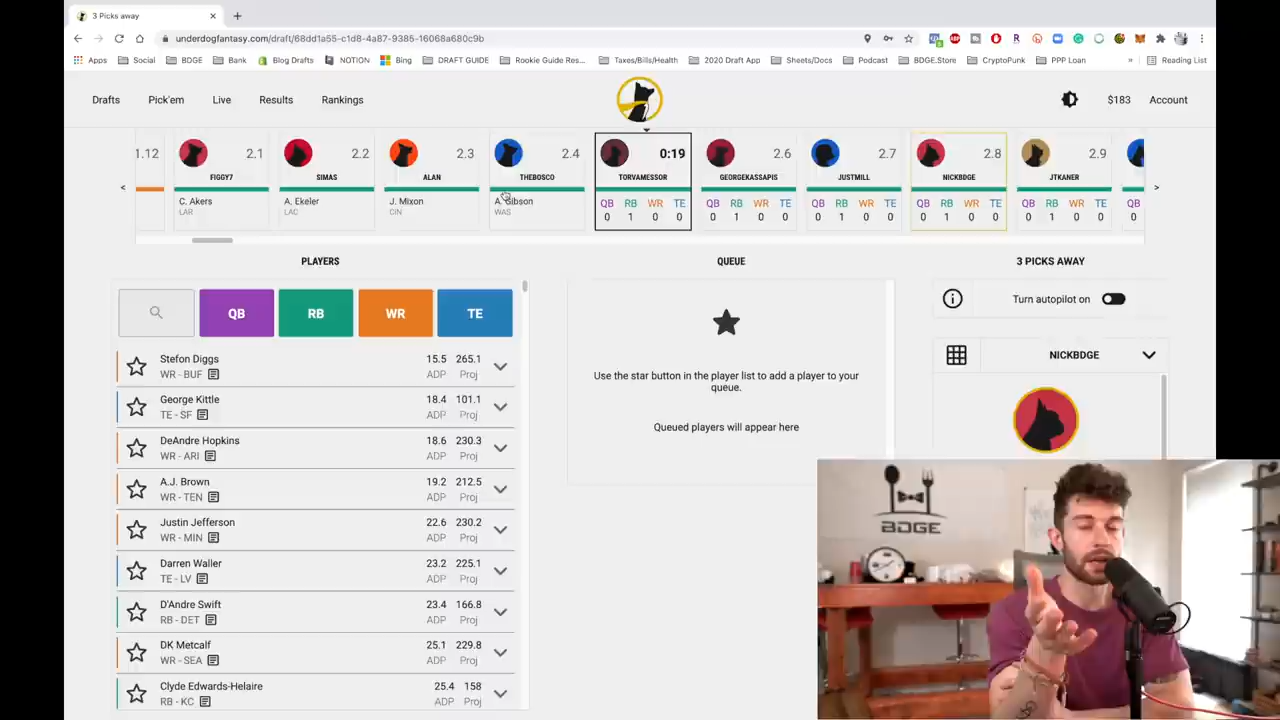 3 Picks away
underdogfantasy.com/draft/68dd1a55-c1d8-4a87-9385-16068a680c9b
Apps Social BDGE Bank Blog Drafts NOTION Bing DRAFT GUIDE Rookie Guide Res... Taxes/Bills/Health 2020 Draft App Sheets/Docs Podcast BDGE.Store CryptoPunk PPP Loan » Reading List
Drafts Pick'em Live Results Rankings $183 Account
1.12 2.1 2.2 2.3 2.4 0:19 2.6 2.7 2.8 2.9
FIGGY7 SIMAS ALAN THEBOSCO TORVAMESSOR GEORGEKASSAPIS JUSTMILL NICKBDGE JTKANER
C. Akers A. Ekeler J. Mixon A. Gibson QB RB WR TE QB RB WR TE QB RB WR TE QB RB WR TE QB RB WR TE QB
LAR LAC CIN WAS 0 1 0 0 0 1 0 0 0 1 0 0 0 1 0 0 0 1 0 0 0
< >
PLAYERS QUEUE 3 PICKS AWAY
QB RB WR TE
Turn autopilot on
NICKBDGE
Use the star button in the player list to add a player to your
queue.
Queued players will appear here
Stefon Diggs 15.5 265.1
WR - BUF ADP Proj
George Kittle 18.4 101.1
TE - SF ADP Proj
DeAndre Hopkins 18.6 230.3
WR - ARI ADP Proj
A.J. Brown 19.2 212.5
WR - TEN ADP Proj
Justin Jefferson 22.6 230.2
WR - MIN ADP Proj
Darren Waller 23.2 225.1
TE - LV ADP Proj
D'Andre Swift 23.4 166.8
RB - DET ADP Proj
DK Metcalf 25.1 229.8
WR - SEA ADP Proj
Clyde Edwards-Helaire 25.4 158
RB - KC ADP Proj
BDGE